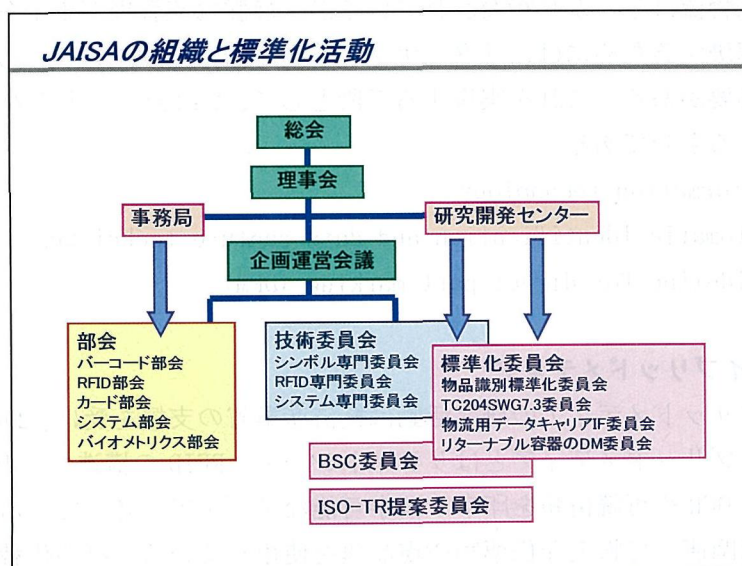 JAISAの組織と標準化活動
総会
理事会
事務局
研究開発センター
企画運営会議
部会
バーコード部会
RFID部会
カード部会
システム部会
バイオメトリクス部会
技術委員会
シンボル専門委員会
RFID専門委員会
システム専門委員会
標準化委員会
物品識別標準化委員会
TC204SWG7.3委員会
物流用データキャリアIF委員会
リターナブル容器のDM委員会
BSC委員会
ISO-TR提案委員会